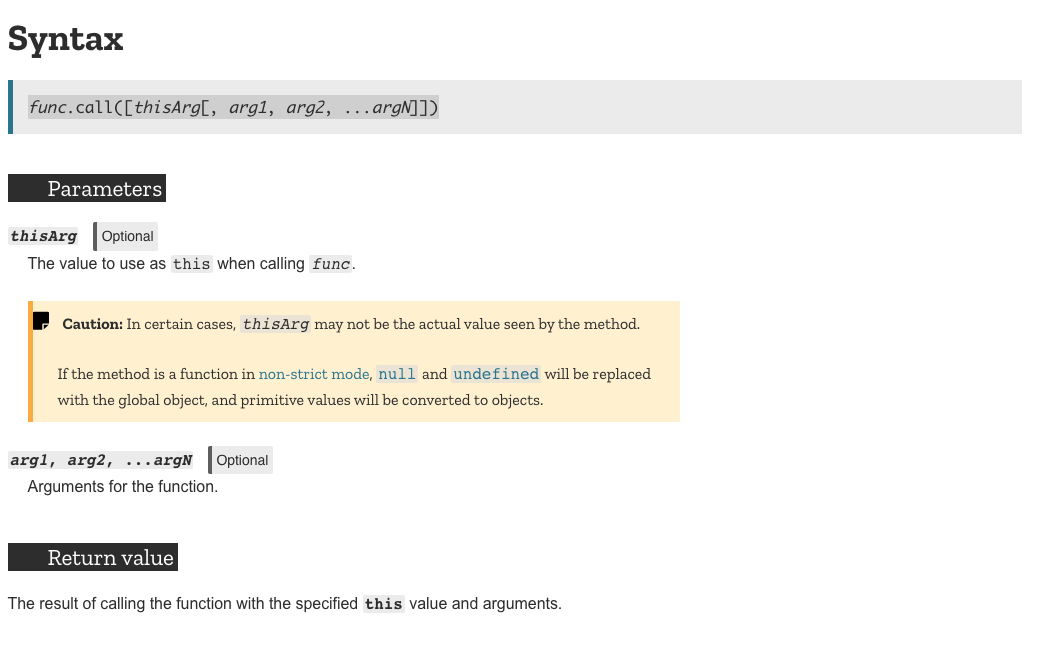 Syntax
func.call([thisArg[, arg1, arg2, ...argN]])
Parameters
thisArg Optional
The value to use as this when calling func.
Caution: In certain cases, thisArg may not be the actual value seen by the method.
If the method is a function in non-strict mode, null and undefined will be replaced
with the global object, and primitive values will be converted to objects.
arg1, arg2, ...argN Optional
Arguments for the function.
Return value
The result of calling the function with the specified this value and arguments.